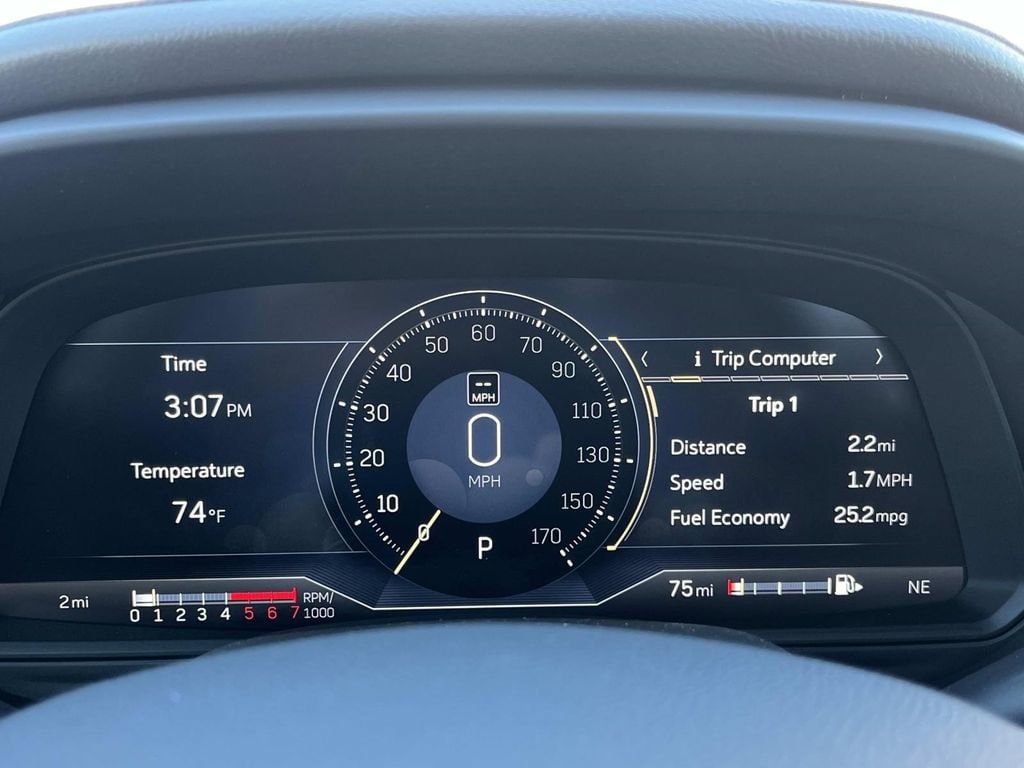 Time
3:07 PM
Temperature
74°F
--
MPH
0
MPH
0 10 20 30 40 50 60 70 90 110 130 150 170
P
i Trip Computer
Trip 1
Distance 2.2mi
Speed 1.7MPH
Fuel Economy 25.2mpg
2mi
0 1 2 3 4 5 6 7
RPM/
1000
75mi
NE